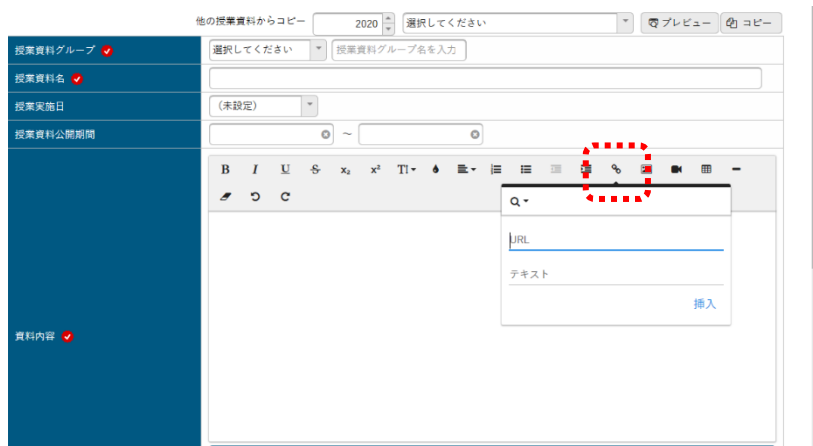 他の授業資料からコピー 2020 選択してください プレビュー コピー
授業資料グループ 選択してください 授業資料グループ名を入力
授業資料名
授業実施日 (未設定)
授業資料公開期間 ~
B I U S x₂ x² TI
URL
テキスト
挿入
資料内容